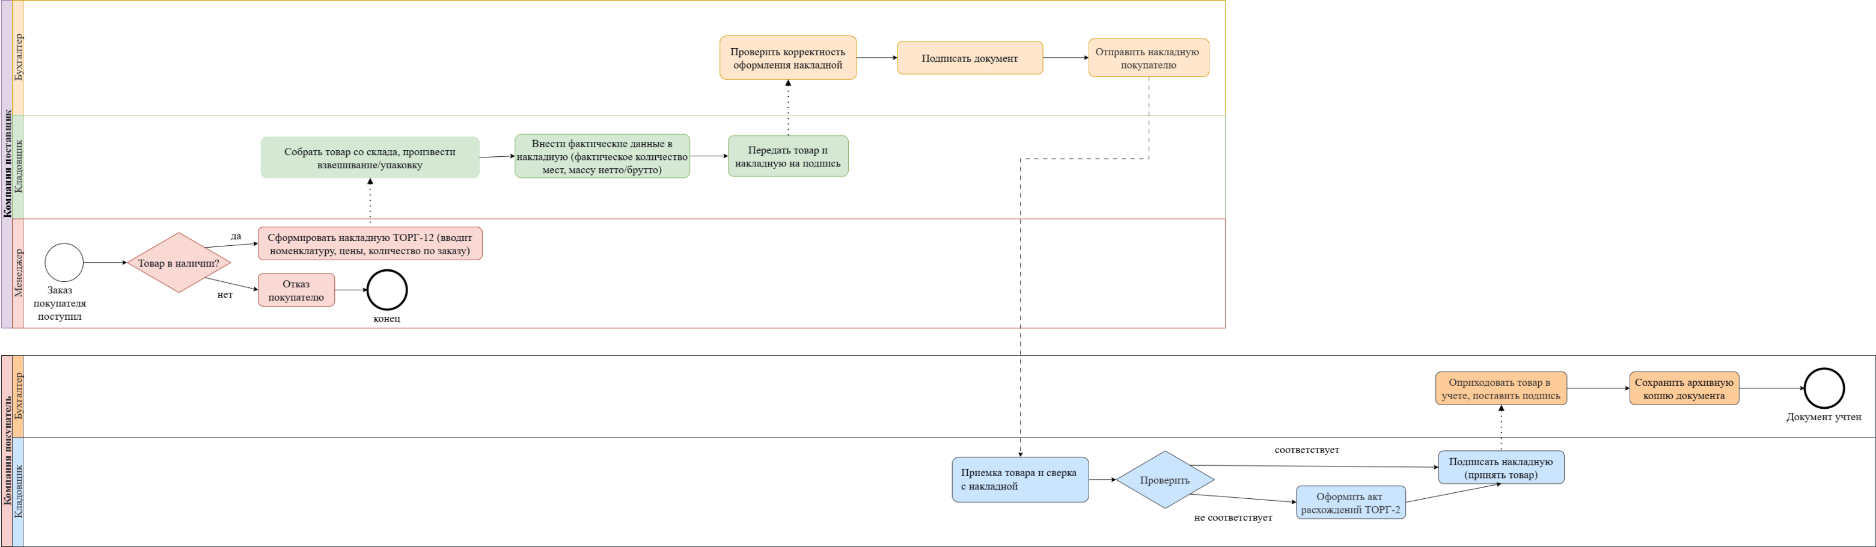 Компания поставщик
Бухгалтер
Проверить корректность
оформления накладной
Подписать документ
Отправить накладную
покупателю
Кладовщик
Собрать товар со склада, произвести
взвешивание/упаковку
Внести фактические данные в
накладную (фактическое количество
мест, массу нетто/брутто)
Передать товар и
накладную на подпись
Менеджер
Заказ
покупателя
поступил
Товар в наличии?
да
Сформировать накладную ТОРГ-12 (вводит
номенклатуру, цены, количество по заказу)
нет
Отказ
покупателю
конец
Компания покупатель
Бухгалтер
Оприходовать товар в
учете, поставить подпись
Сохранить архивную
копию документа
Документ учтен
Кладовщик
Приемка товара и сверка
с накладной
Проверить
соответствует
Подписать накладную
(принять товар)
не соответствует
Оформить акт
расхождений ТОРГ-2